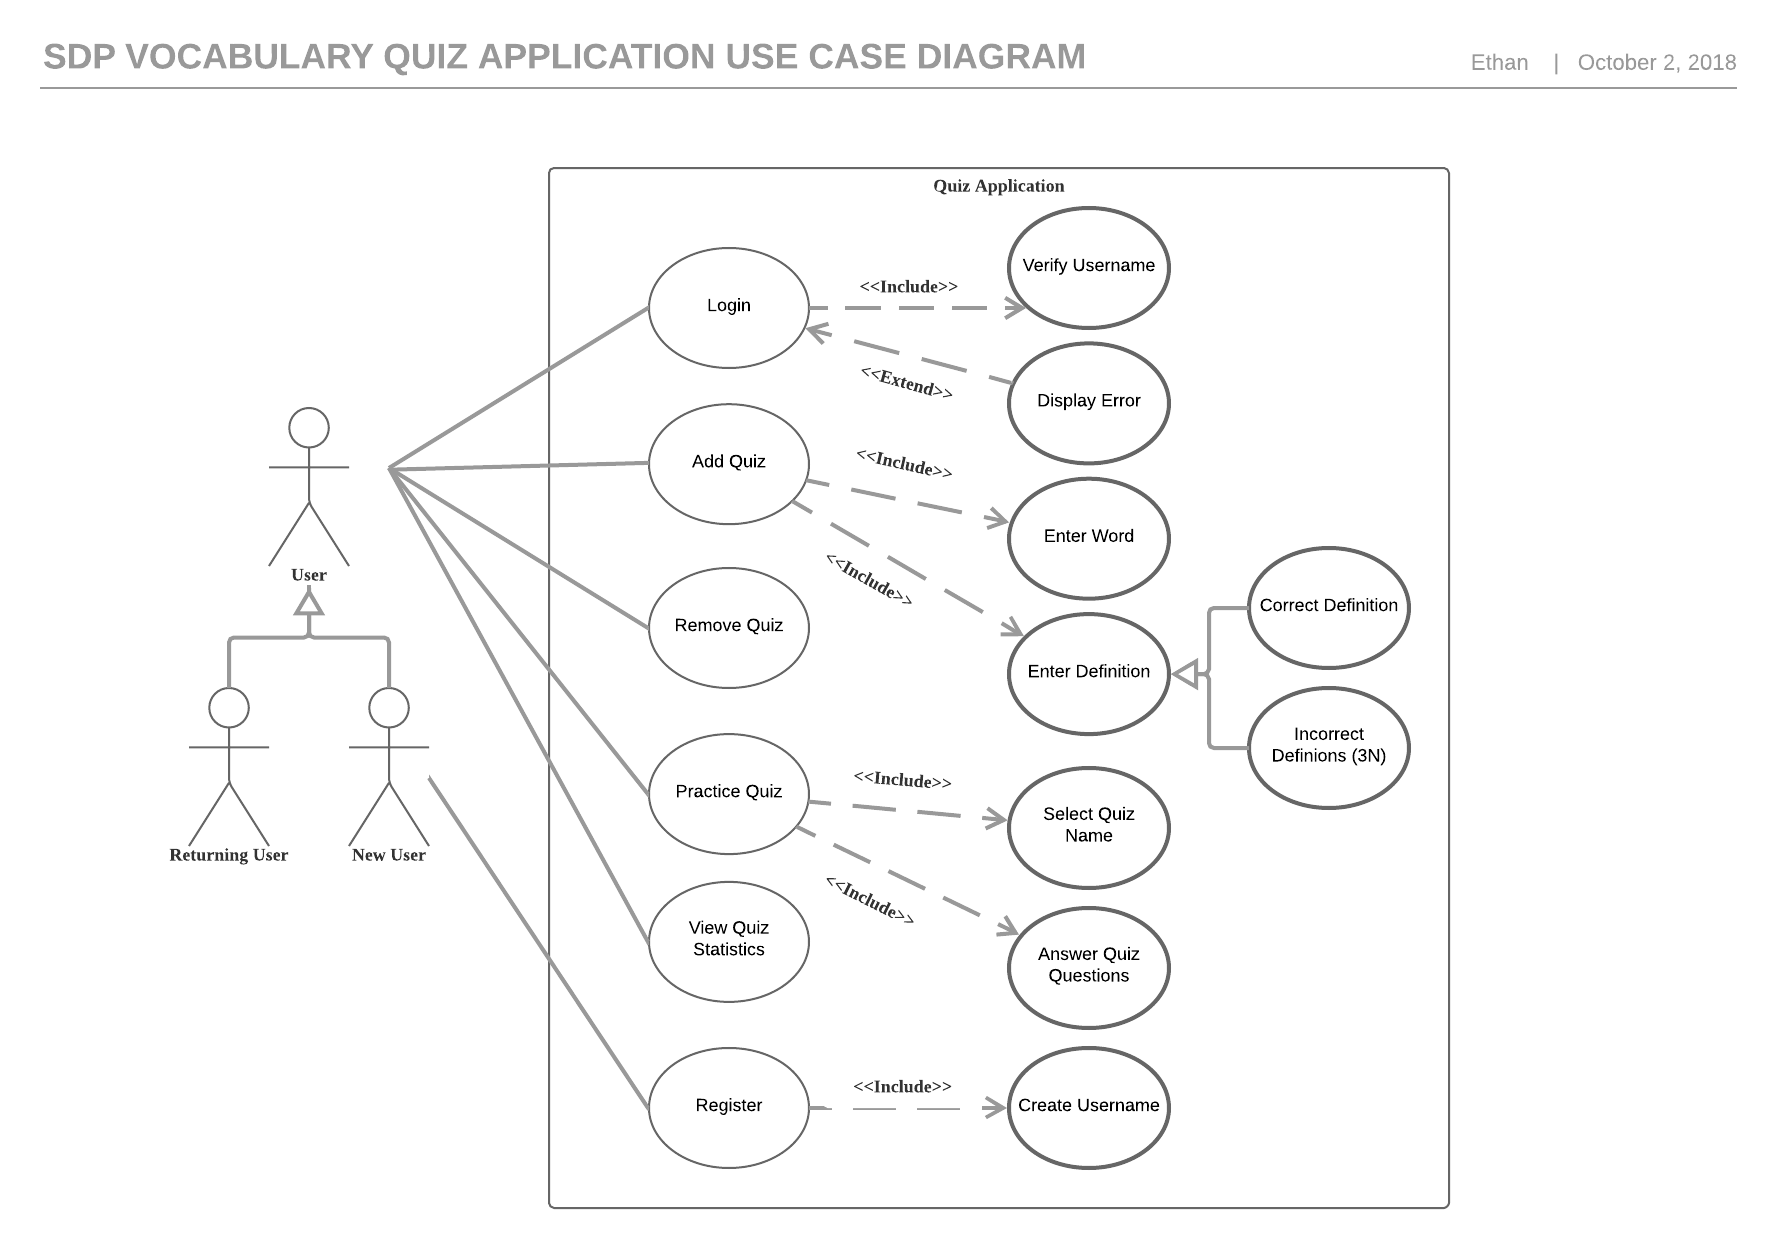 SDP VOCABULARY QUIZ APPLICATION USE CASE DIAGRAM
Ethan | October 2, 2018
Quiz Application
Verify Username
Login
<<Include>>
<<Extend>>
Display Error
Add Quiz
<<Include>>
Enter Word
<<Include>>
User
Remove Quiz
Enter Definition
Correct Definition
Incorrect
Definions (3N)
Practice Quiz
<<Include>>
Select Quiz
Name
Returning User
New User
<<Include>>
View Quiz
Statistics
Answer Quiz
Questions
Register
<<Include>>
Create Username